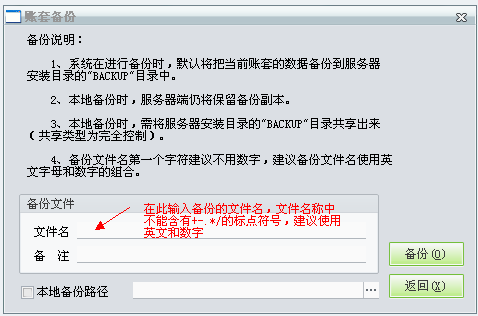 账套备份
备份说明：
1、系统在进行备份时，默认将把当前账套的数据备份到服务器
安装目录的"BACKUP"目录中。
2、本地备份时，服务器端仍将保留备份副本。
3、本地备份时，需将服务器安装目录的"BACKUP"目录共享出来
（共享类型为完全控制）。
4、备份文件名第一个字符建议不用数字，建议备份文件名使用英
文字母和数字的组合。
备份文件
在此输入备份的文件名，文件名称中
不能含有+-.*/的标点符号，建议使用
英文和数字
文件名
备 注
备份(O)
本地备份路径
...
返回(X)